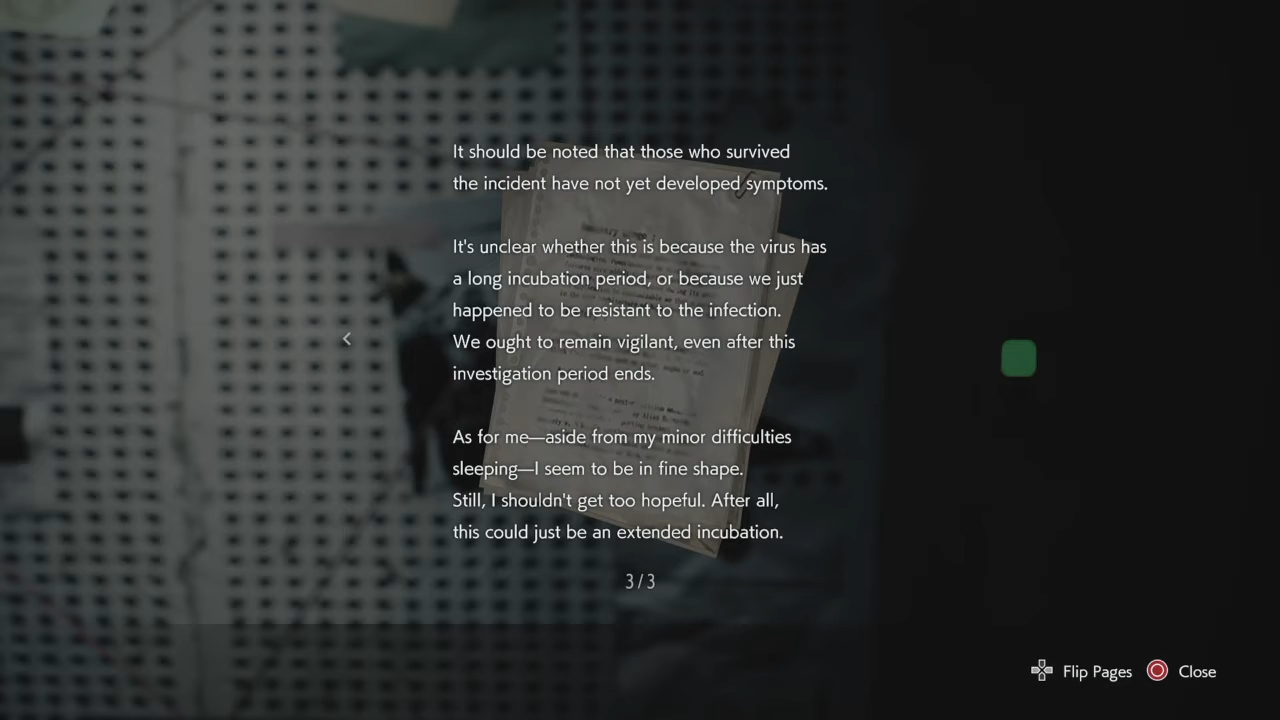 It should be noted that those who survived
the incident have not yet developed symptoms.
It's unclear whether this is because the virus has
a long incubation period, or because we just
happened to be resistant to the infection.
We ought to remain vigilant, even after this
investigation period ends.
As for me—aside from my minor difficulties
sleeping—I seem to be in fine shape.
Still, I shouldn't get too hopeful. After all,
this could just be an extended incubation.
3/3
Flip Pages Close